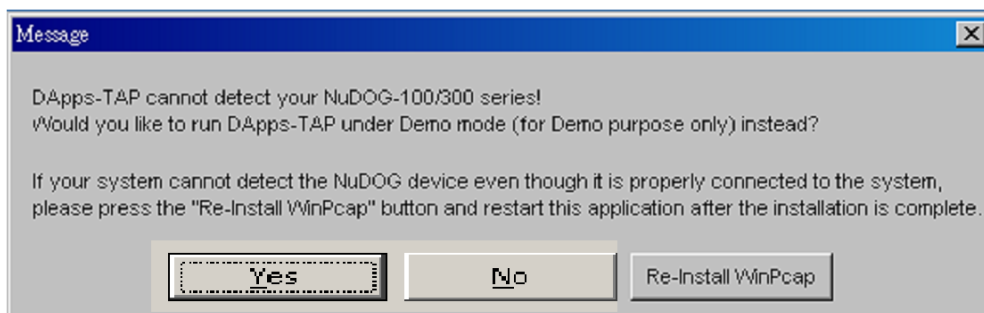 Message
DApps-TAP cannot detect your NuDOG-100/300 series!
Would you like to run DApps-TAP under Demo mode (for Demo purpose only) instead?
If your system cannot detect the NuDOG device even though it is properly connected to the system,
please press the "Re-Install WinPcap" button and restart this application after the installation is complete.
Yes No Re-Install WinPcap